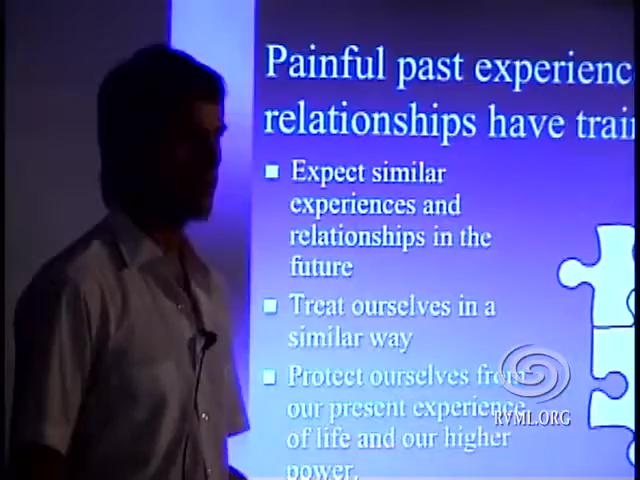 Painful past experienc
relationships have trai
■ Expect similar
experiences and
relationships in the
future
■ Treat ourselves in a
similar way
■ Protect ourselves from
our present experience
of life and our higher
power.
RVML.ORG